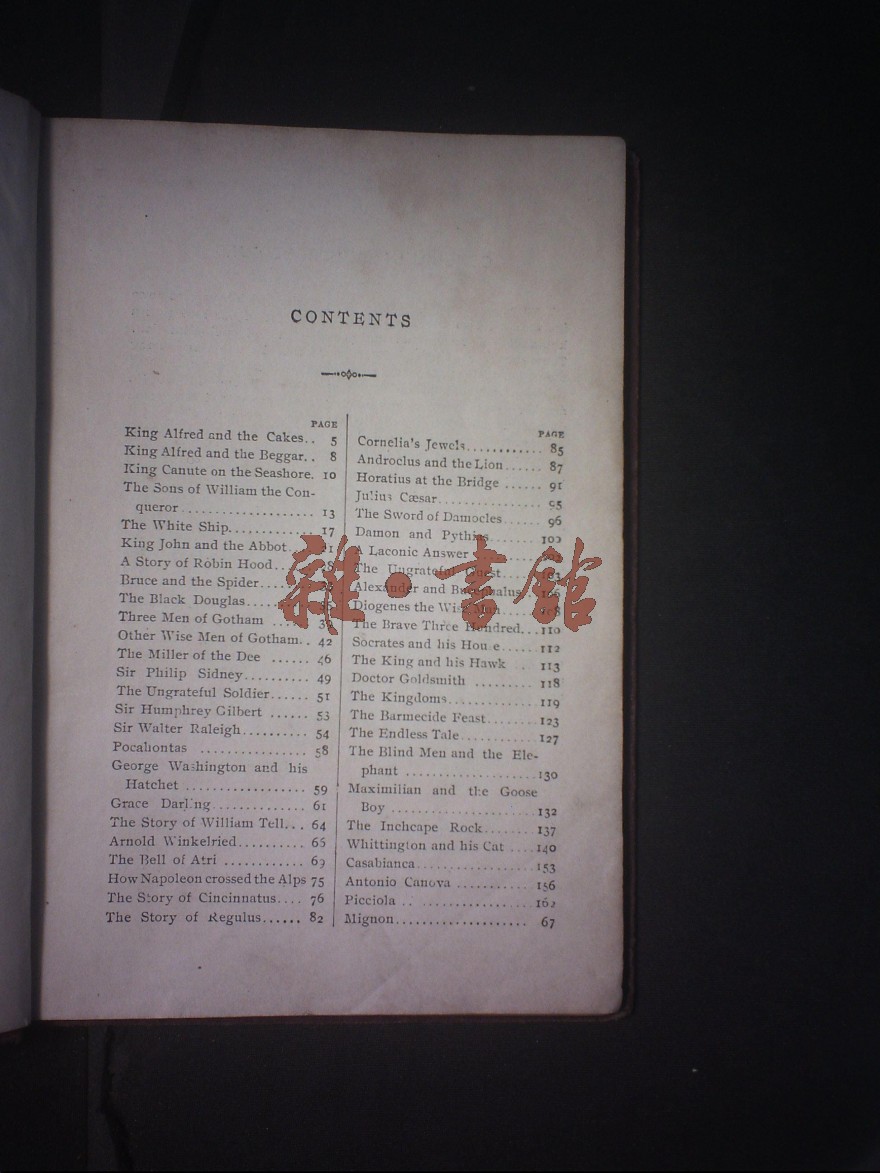 CONTENTS
PAGE
King Alfred and the Cakes.. 5
King Alfred and the Beggar.. 8
King Canute on the Seashore. 10
The Sons of William the Con-
queror................... 13
The White Ship............ 17
King John and the Abbot
A Story of Robin Hood....
Bruce and the Spider....
The Black Douglas.....
Three Men of Gotham .....
Other Wise Men of Gotham.. 42
The Miller of the Dee ...... 46
Sir Philip Sidney.......... 49
The Ungrateful Soldier...... 51
Sir Humphrey Gilbert ...... 53
Sir Walter Raleigh.......... 54
Pocahontas ................ 58
George Washington and his
Hatchet .................. 59
Grace Darling............. 61
The Story of William Tell... 64
Arnold Winkelried.......... 66
The Bell of Atri ............ 69
How Napoleon crossed the Alps 75
The Story of Cincinnatus.... 76
The Story of Regulus...... 82
PAGE
Cornelia's Jewels............ 85
Androclus and the Lion...... 87
Horatius at the Bridge ...... 91
Julius Cæsar............... 95
The Sword of Damocles...... 96
Damon and Pythias
A Laconic Answer
The Ungrateful Guest....
Alexander and Bucephalus
Diogenes the Wise Man
The Brave Three Hundred... 110
Socrates and his Hou e...... 112
The King and his Hawk .. 113
Doctor Goldsmith ......... 118
The Kingdoms............. 119
The Barmecide Feast........ 123
The Endless Tale........... 127
The Blind Men and the Ele-
phant .................... 130
Maximilian and the Goose
Boy ...................... 132
The Inchcape Rock........ 137
Whittington and his Cat .... 140
Casabianca................ 153
Antonio Canova ........... 156
Picciola .. ................ 162
Mignon.................... 67
雜·書館